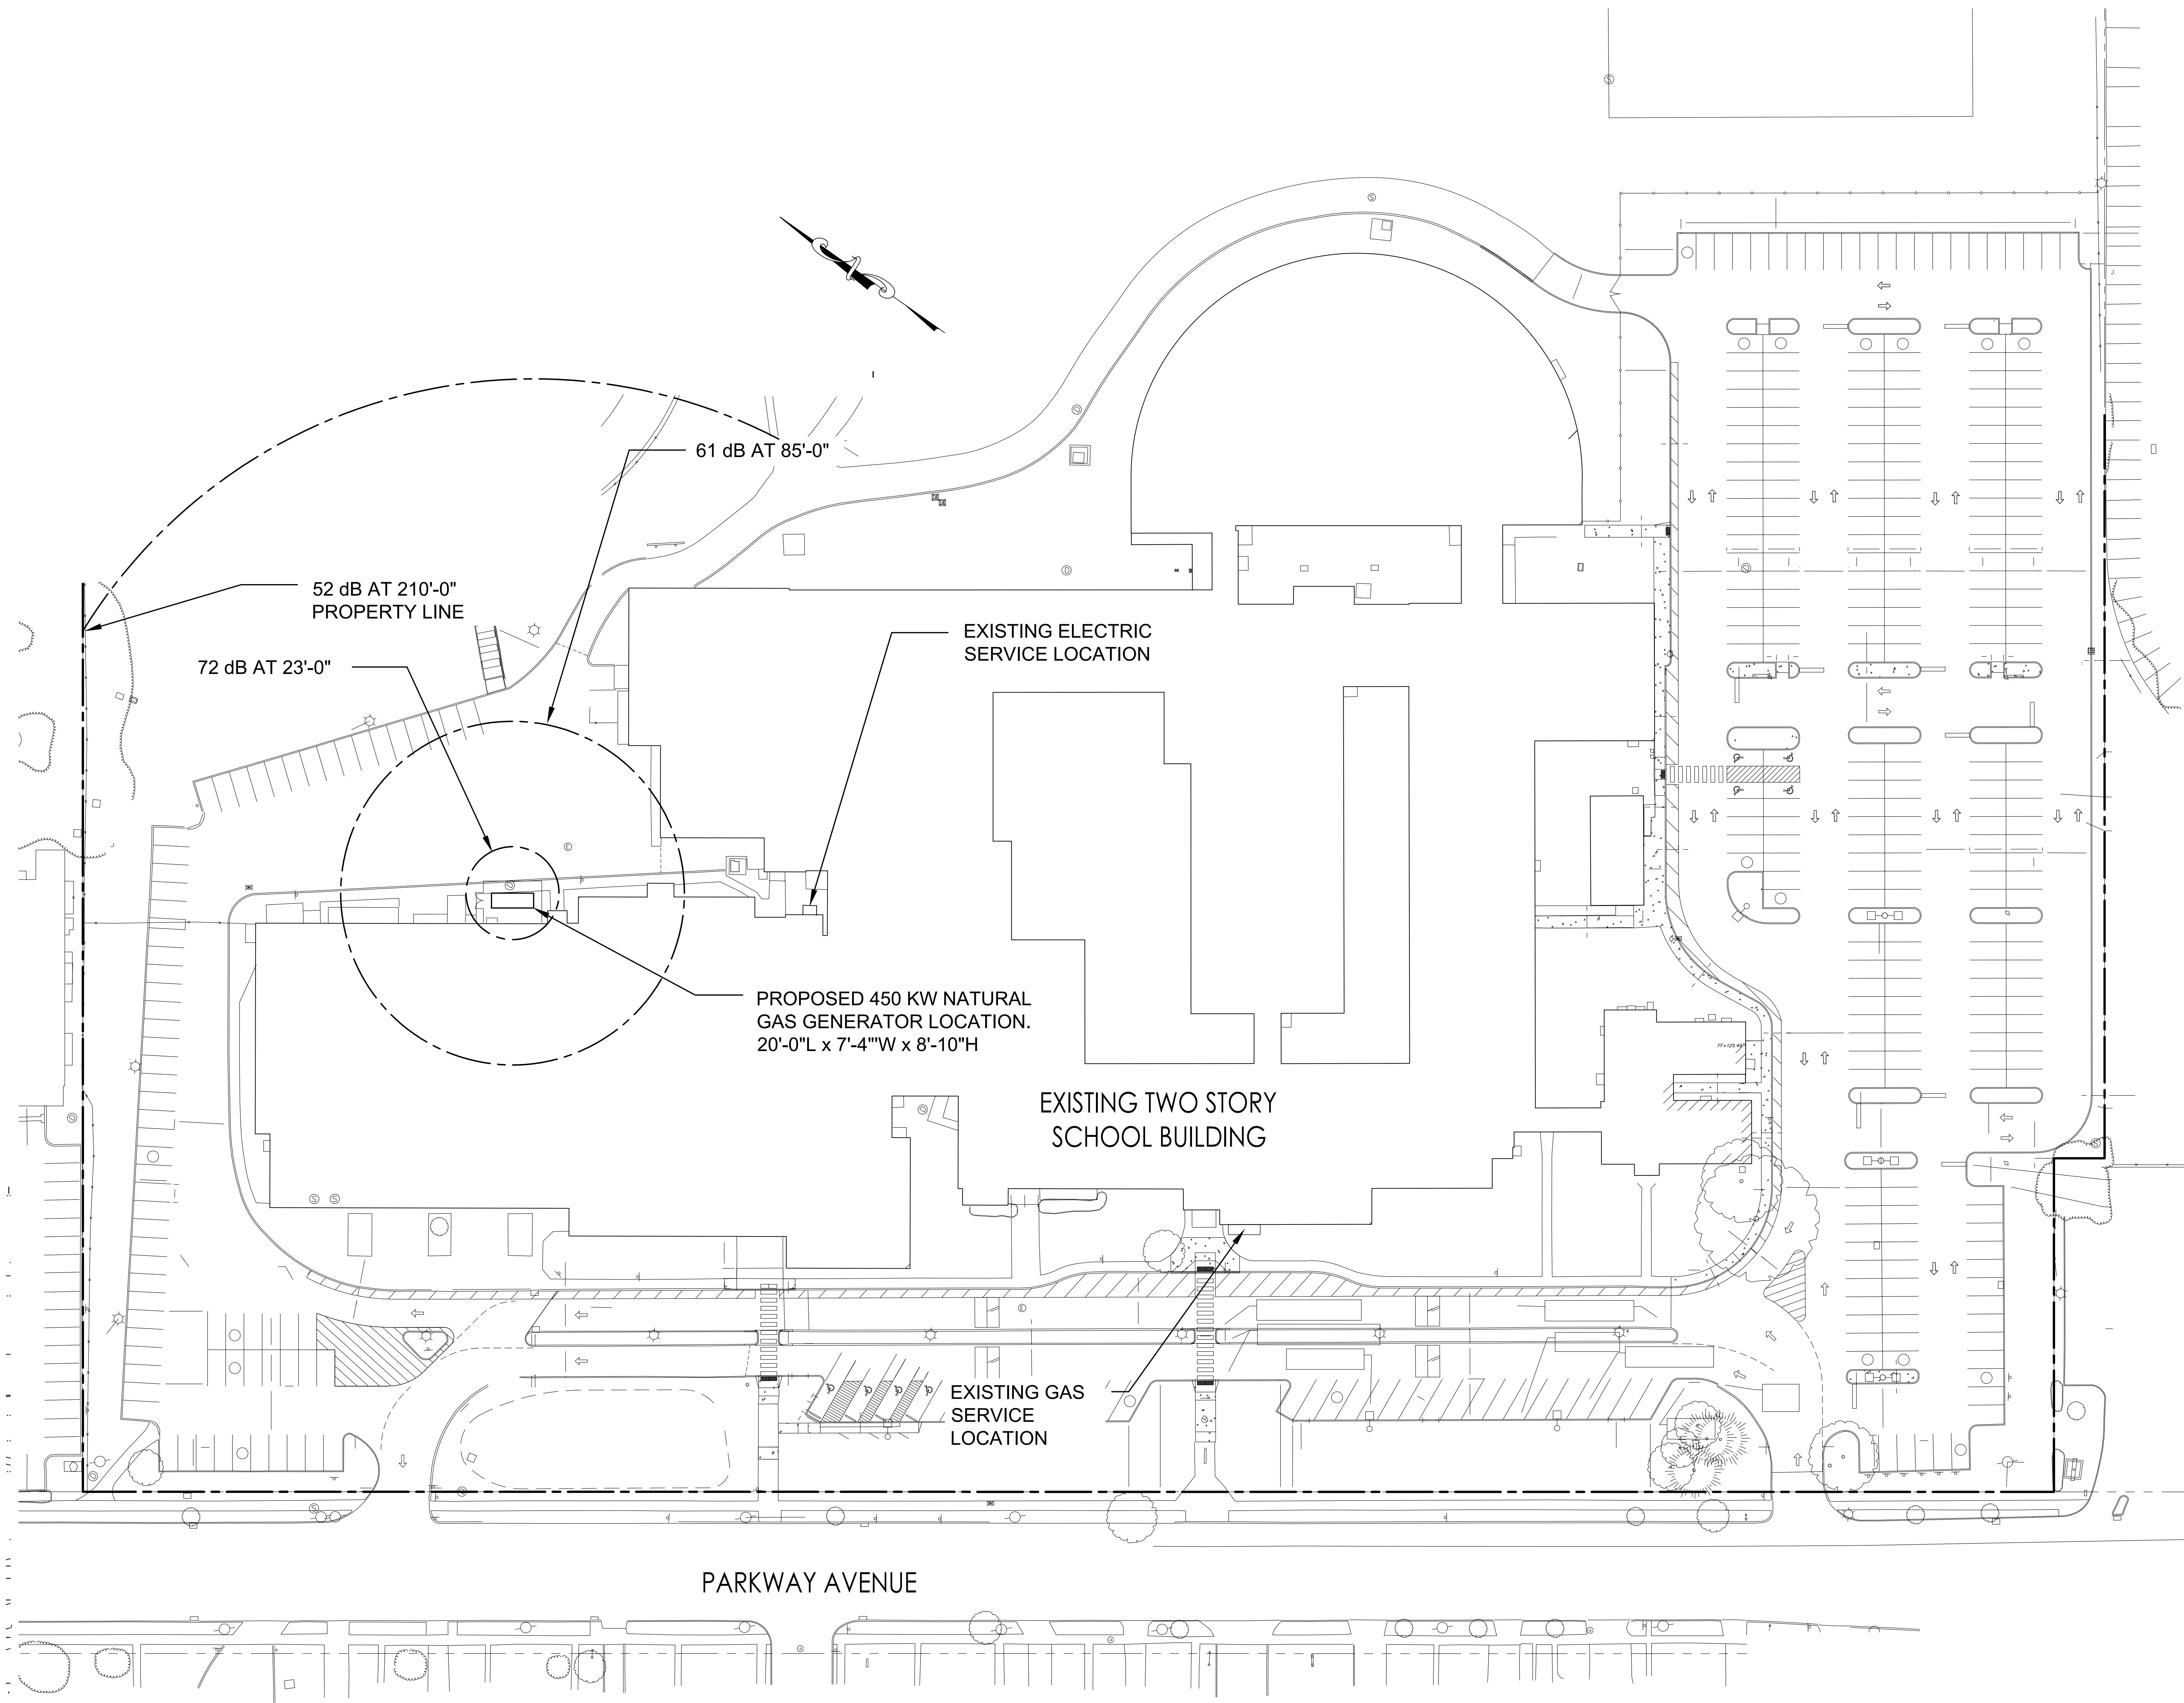 61 dB AT 85'-0"
52 dB AT 210'-0"
PROPERTY LINE
72 dB AT 23'-0"
EXISTING ELECTRIC
SERVICE LOCATION
PROPOSED 450 KW NATURAL
GAS GENERATOR LOCATION.
20'-0"L x 7'-4"'W x 8'-10"H
EXISTING TWO STORY
SCHOOL BUILDING
EXISTING GAS
SERVICE
LOCATION
PARKWAY AVENUE